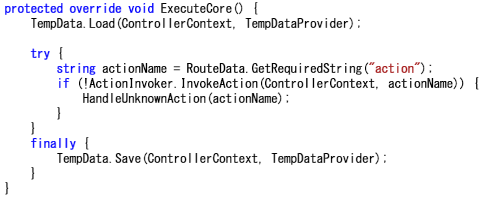 protected override void ExecuteCore() {
    TempData.Load(ControllerContext, TempDataProvider);

    try {
        string actionName = RouteData.GetRequiredString("action");
        if (!ActionInvoker.InvokeAction(ControllerContext, actionName)) {
            HandleUnknownAction(actionName);
        }
    }
    finally {
        TempData.Save(ControllerContext, TempDataProvider);
    }
}